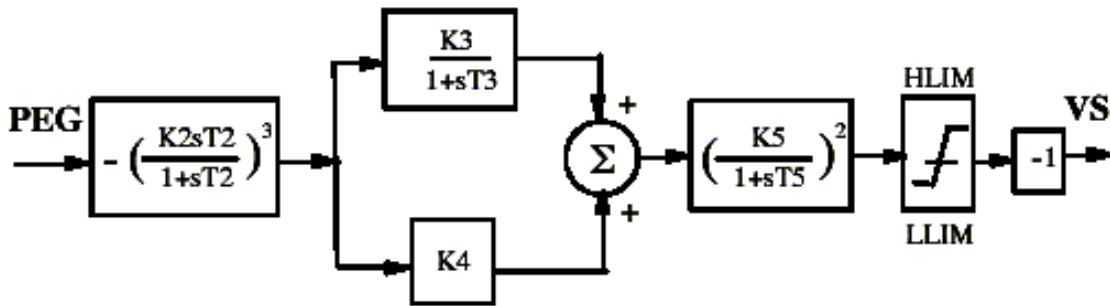 PEG
- ( K2sT2 / 1+sT2 )^3
K3
1+sT3
K4
+
Σ
+
( K5 / 1+sT5 )^2
HLIM
LLIM
-1
VS